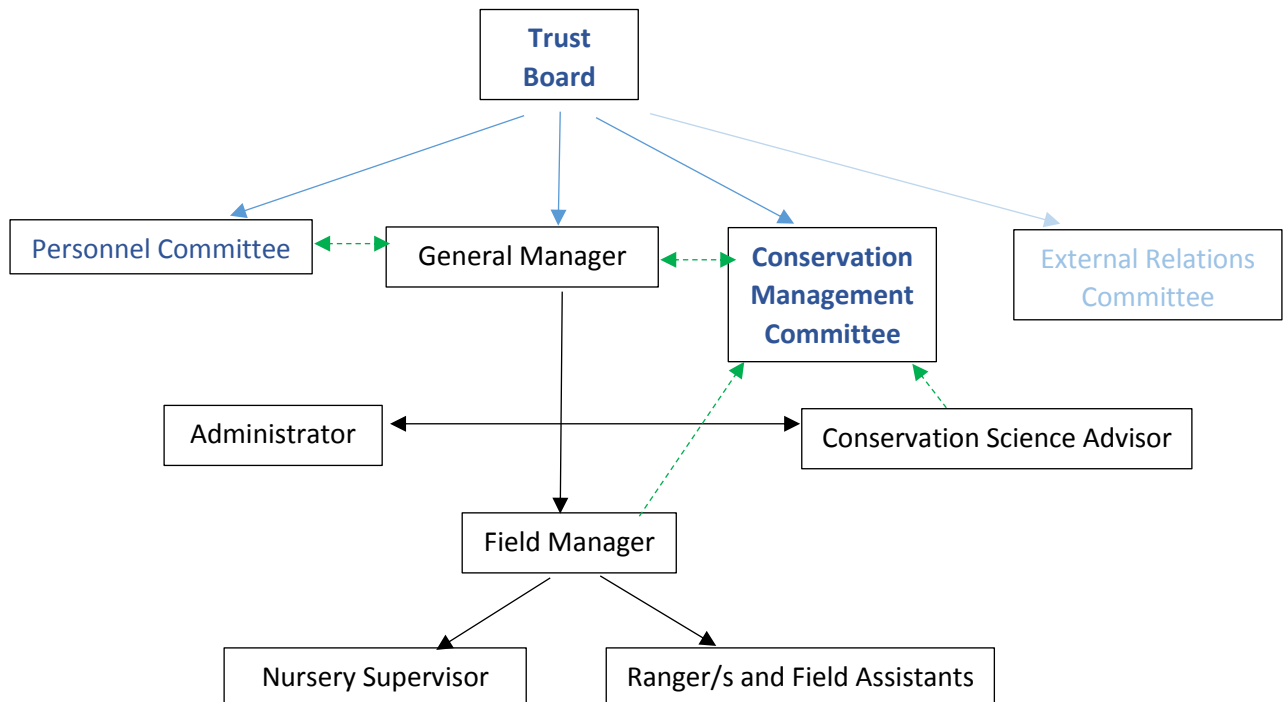 Trust
Board
Personnel Committee
General Manager
Conservation
Management
Committee
External Relations
Committee
Administrator
Conservation Science Advisor
Field Manager
Nursery Supervisor
Ranger/s and Field Assistants